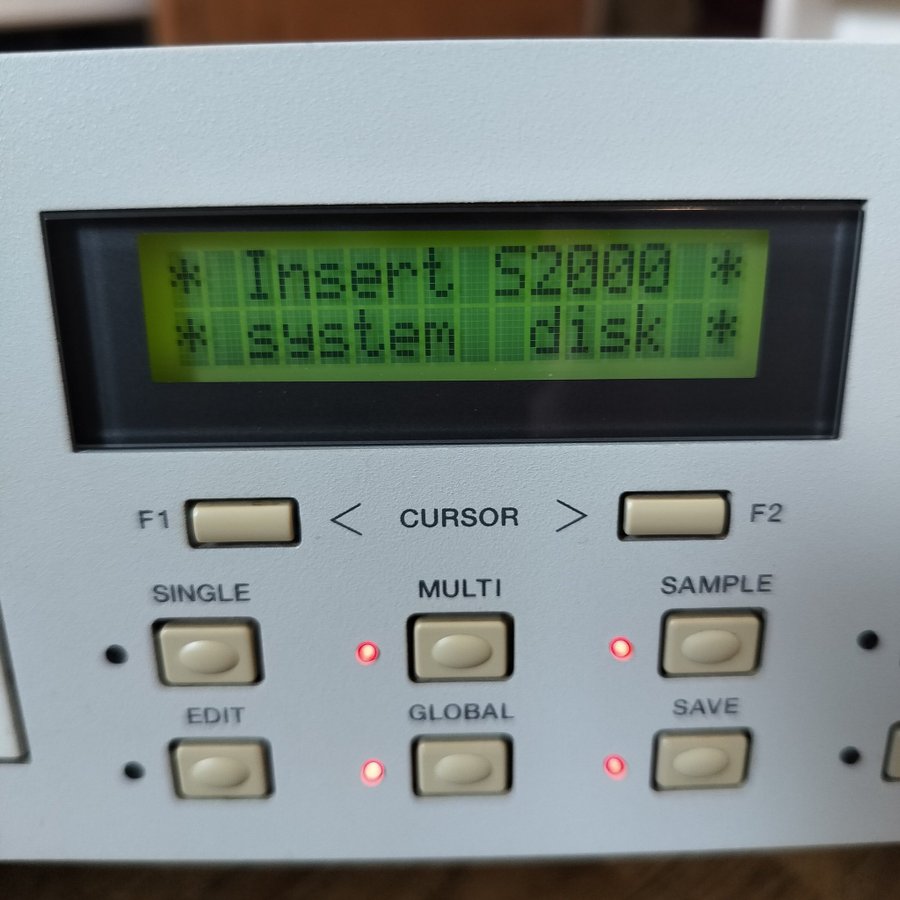 * Insert S2000 *
* system disk *
F1 < CURSOR > F2
SINGLE MULTI SAMPLE
EDIT GLOBAL SAVE